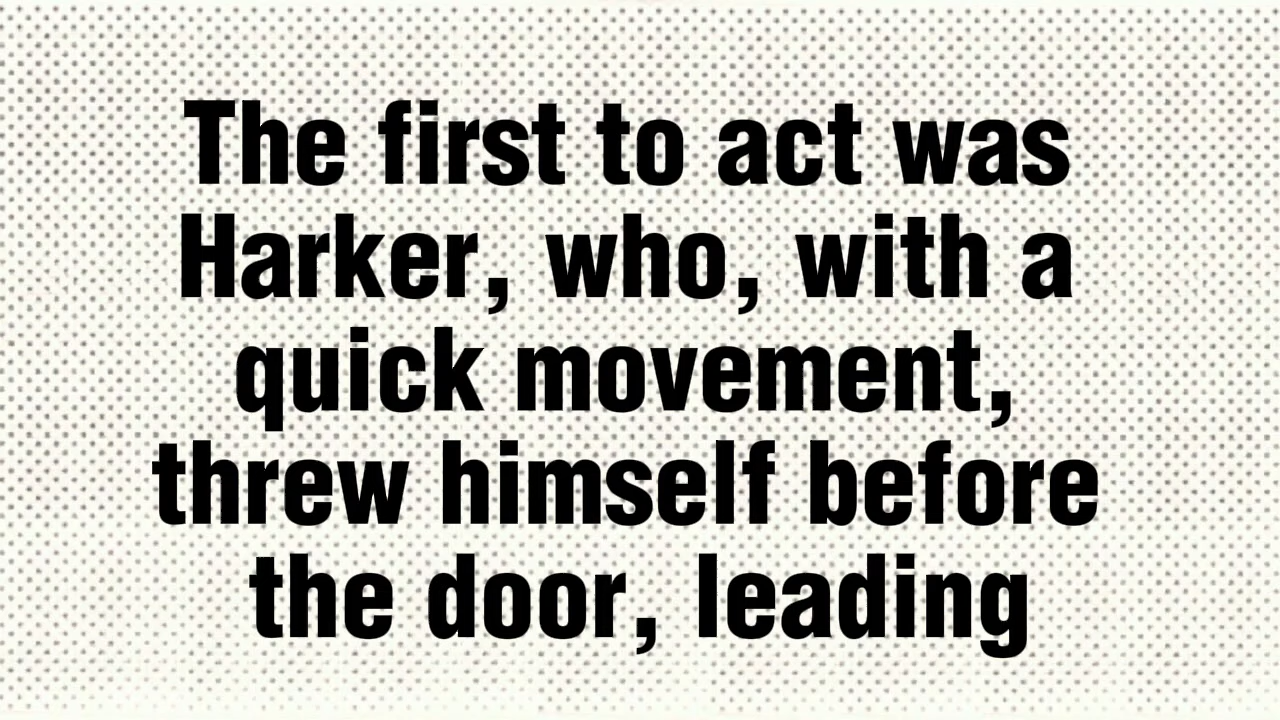 The first to act was
Harker, who, with a
quick movement,
threw himself before
the door, leading